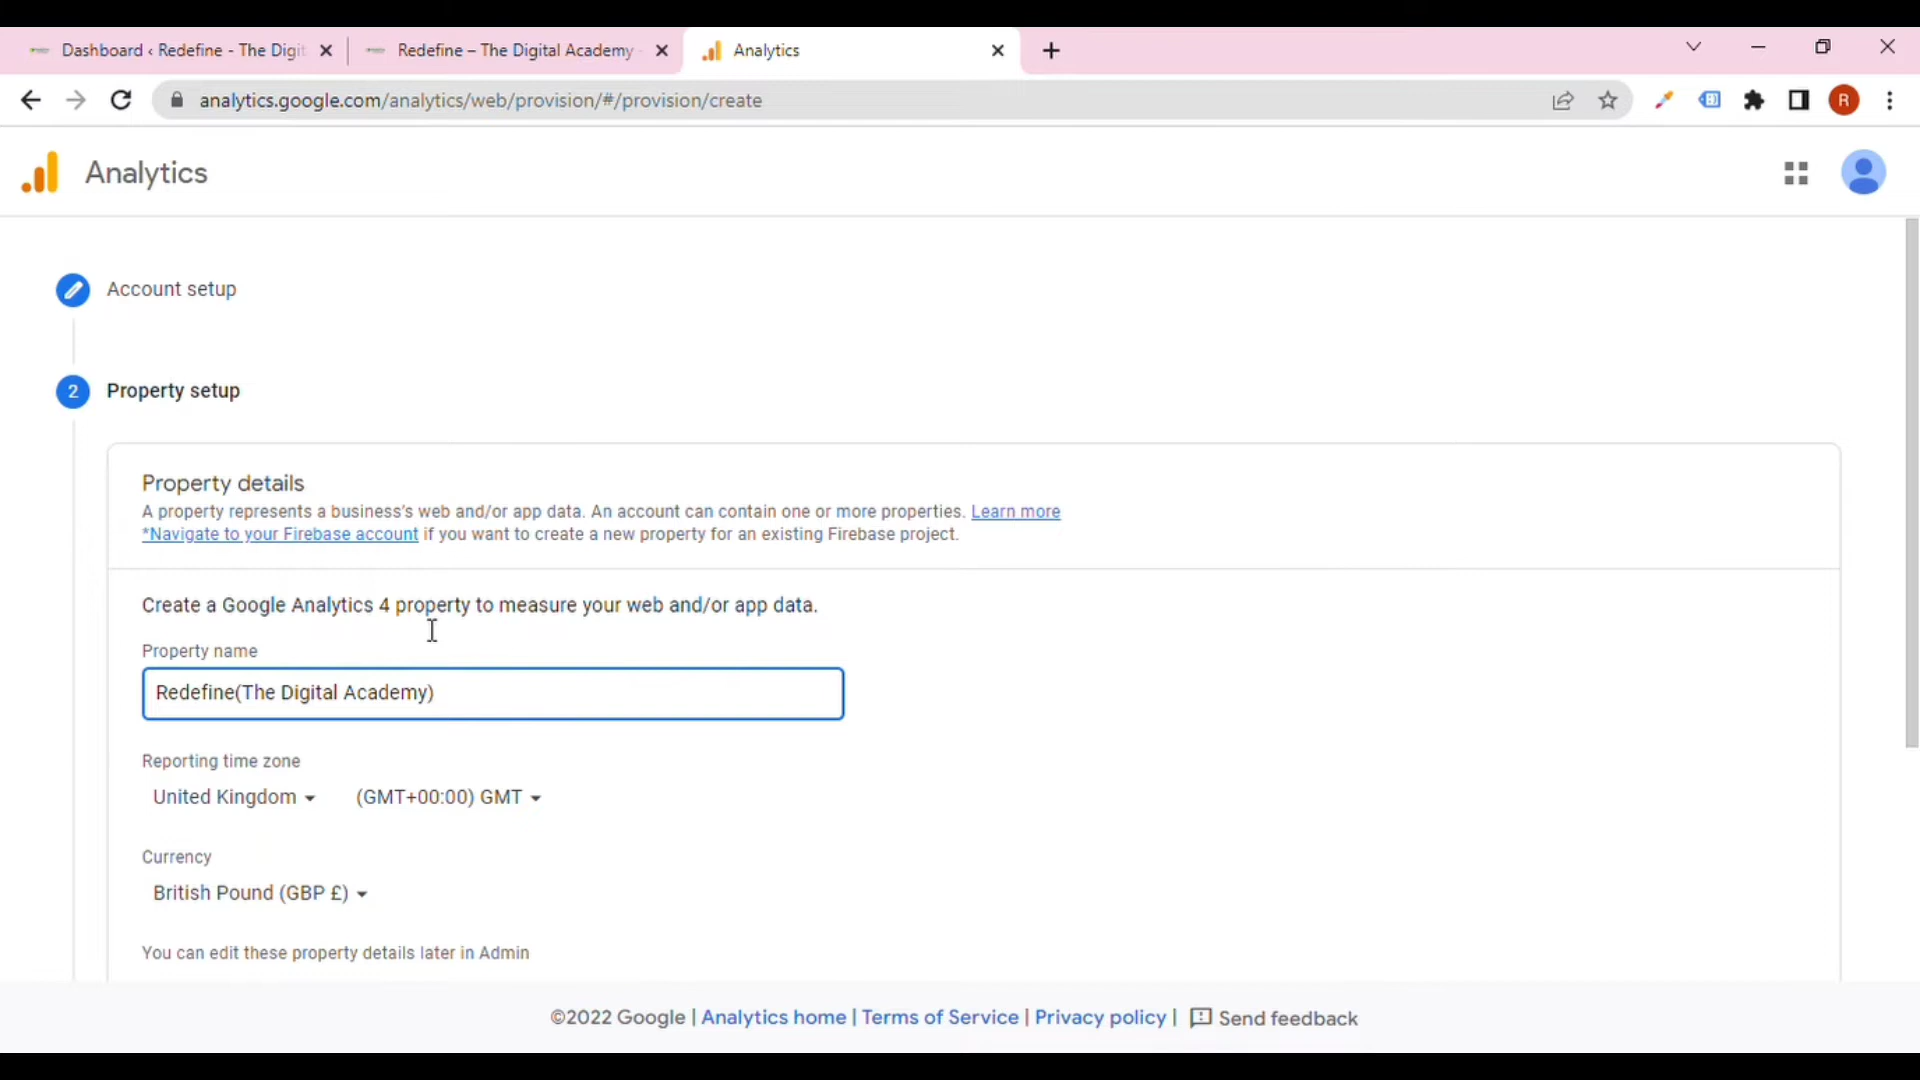 Dashboard ‹ Redefine - The Digit
Redefine – The Digital Academy
Analytics
analytics.google.com/analytics/web/provision/#/provision/create
R
Analytics
Account setup
2 Property setup
Property details
A property represents a business's web and/or app data. An account can contain one or more properties. Learn more
*Navigate to your Firebase account if you want to create a new property for an existing Firebase project.
Create a Google Analytics 4 property to measure your web and/or app data.
Property name
Redefine(The Digital Academy)
Reporting time zone
United Kingdom (GMT+00:00) GMT
Currency
British Pound (GBP £)
You can edit these property details later in Admin
©2022 Google | Analytics home | Terms of Service | Privacy policy | Send feedback